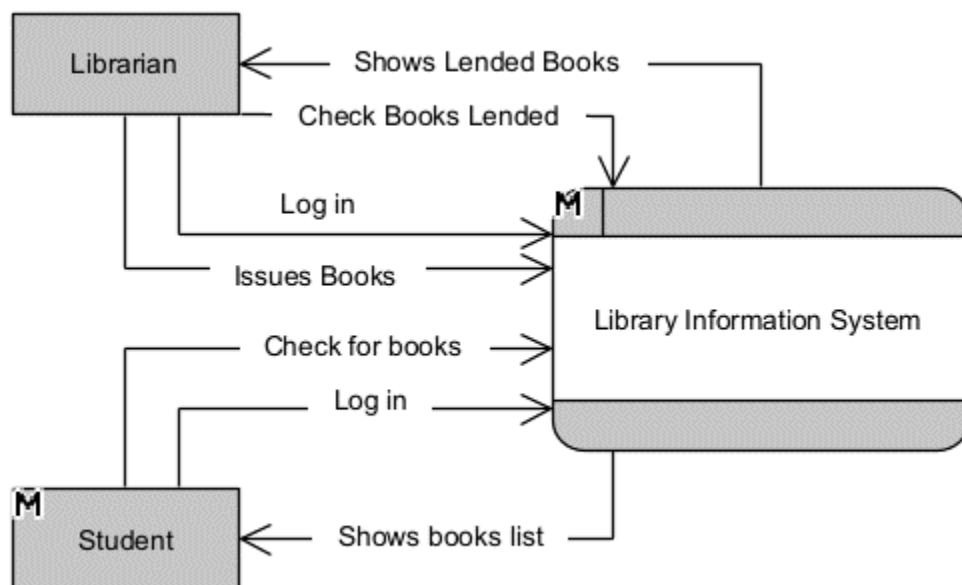 Librarian
Shows Lended Books
Check Books Lended
M
Log in
Issues Books
Library Information System
Check for books
Log in
M
Student
Shows books list